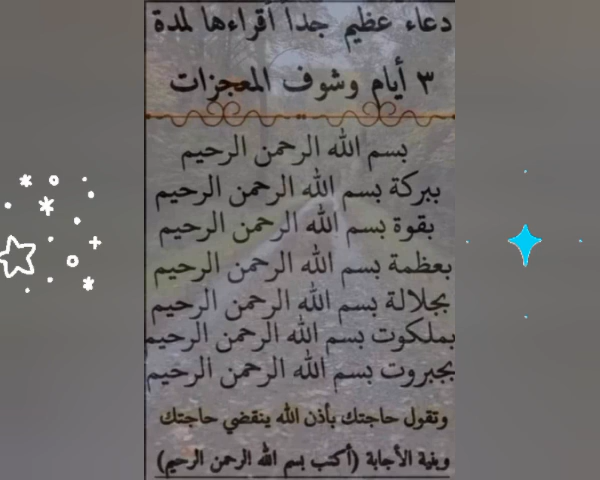 دعاء عظيم جداً أقراءها لمدة
٣ أيام وشوف المعجزات
بسم الله الرحمن الرحيم
ببركة بسم الله الرحمن الرحيم
بقوة بسم الله الرحمن الرحيم
بعظمة بسم الله الرحمن الرحيم
بجلالة بسم الله الرحمن الرحيم
بملكوت بسم الله الرحمن الرحيم
بجبروت بسم الله الرحمن الرحيم
وتقول حاجتك بأذن الله ينقضي حاجتك
وبنية الأجابة (أكتب بسم الله الرحمن الرحيم)